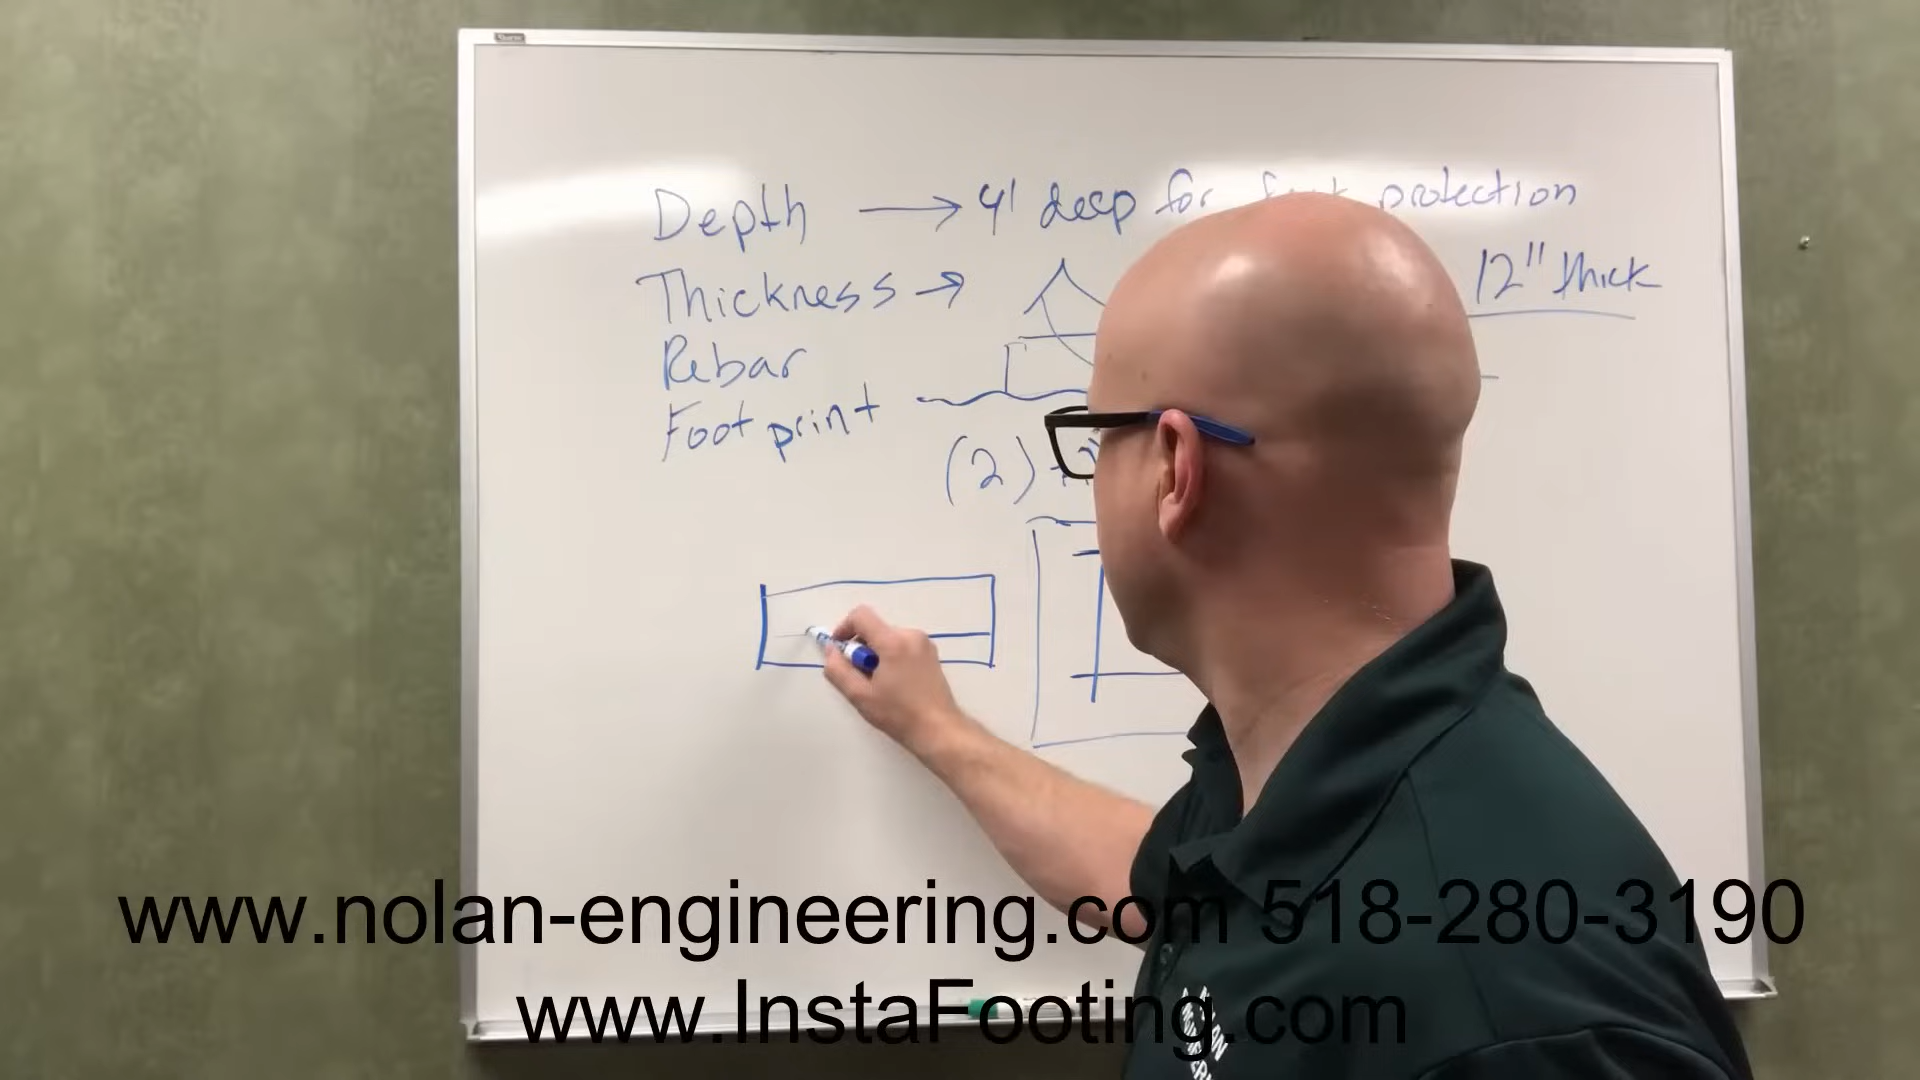 Depth → 4' deep for protection
Thickness → 12" thick
Rebar
Foot print
(2)
www.nolan-engineering.com 518-280-3190
www.InstaFooting.com